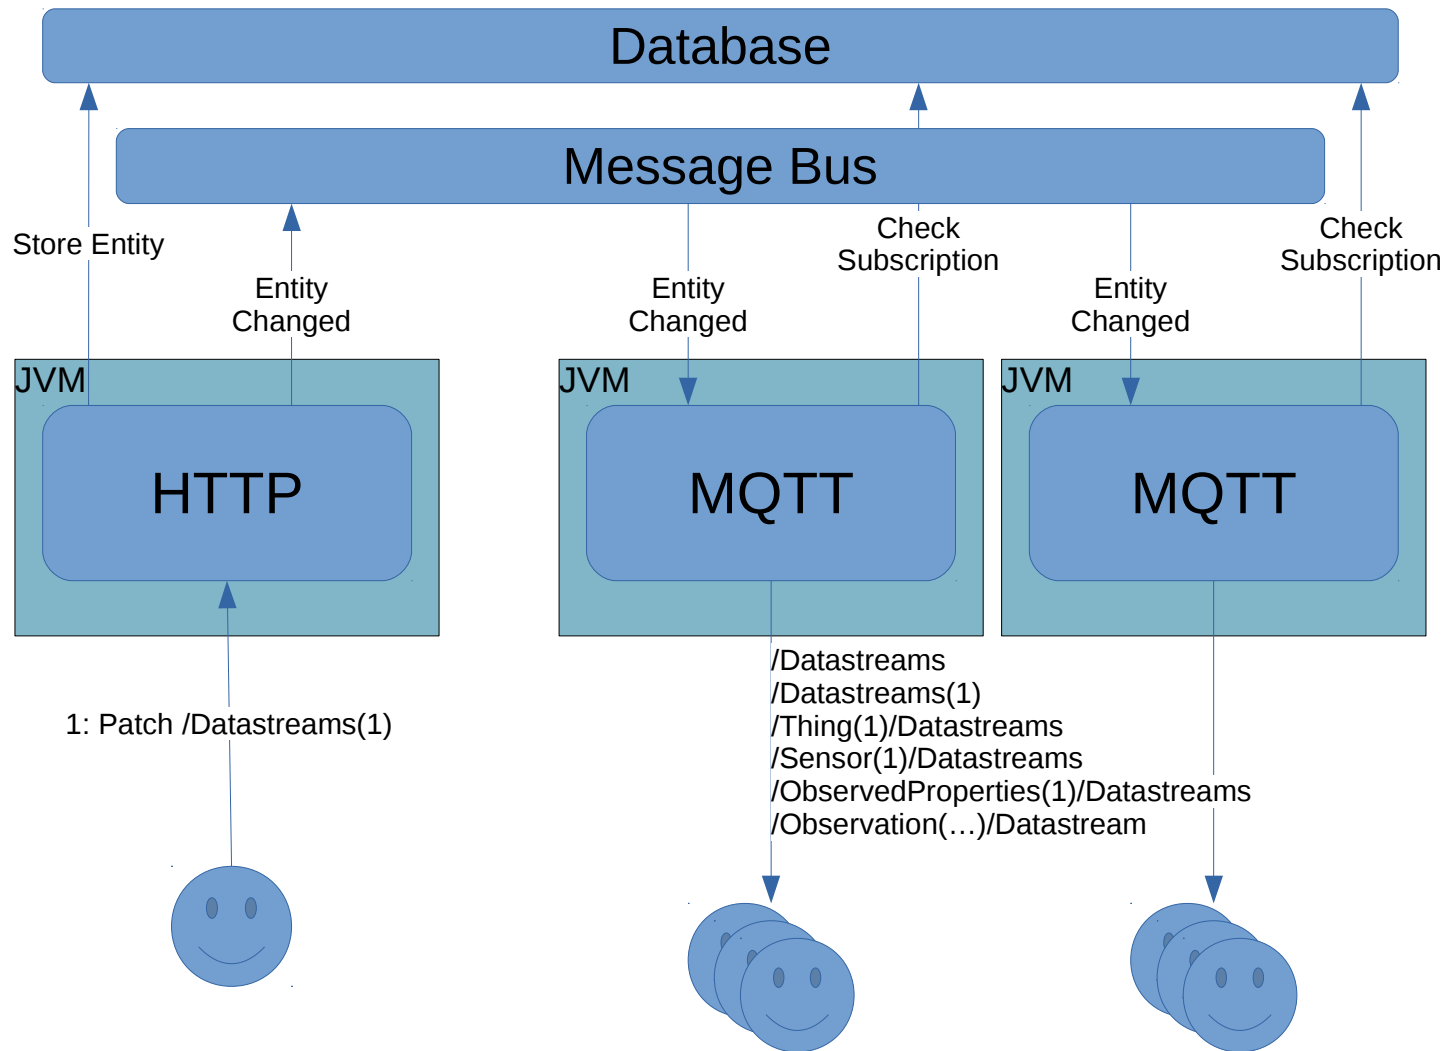 Database
Message Bus
Store Entity
Entity
Changed
Entity
Changed
Check
Subscription
Entity
Changed
Check
Subscription
JVM
HTTP
JVM
MQTT
JVM
MQTT
1: Patch /Datastreams(1)
/Datastreams
/Datastreams(1)
/Thing(1)/Datastreams
/Sensor(1)/Datastreams
/ObservedProperties(1)/Datastreams
/Observation(…)/Datastream